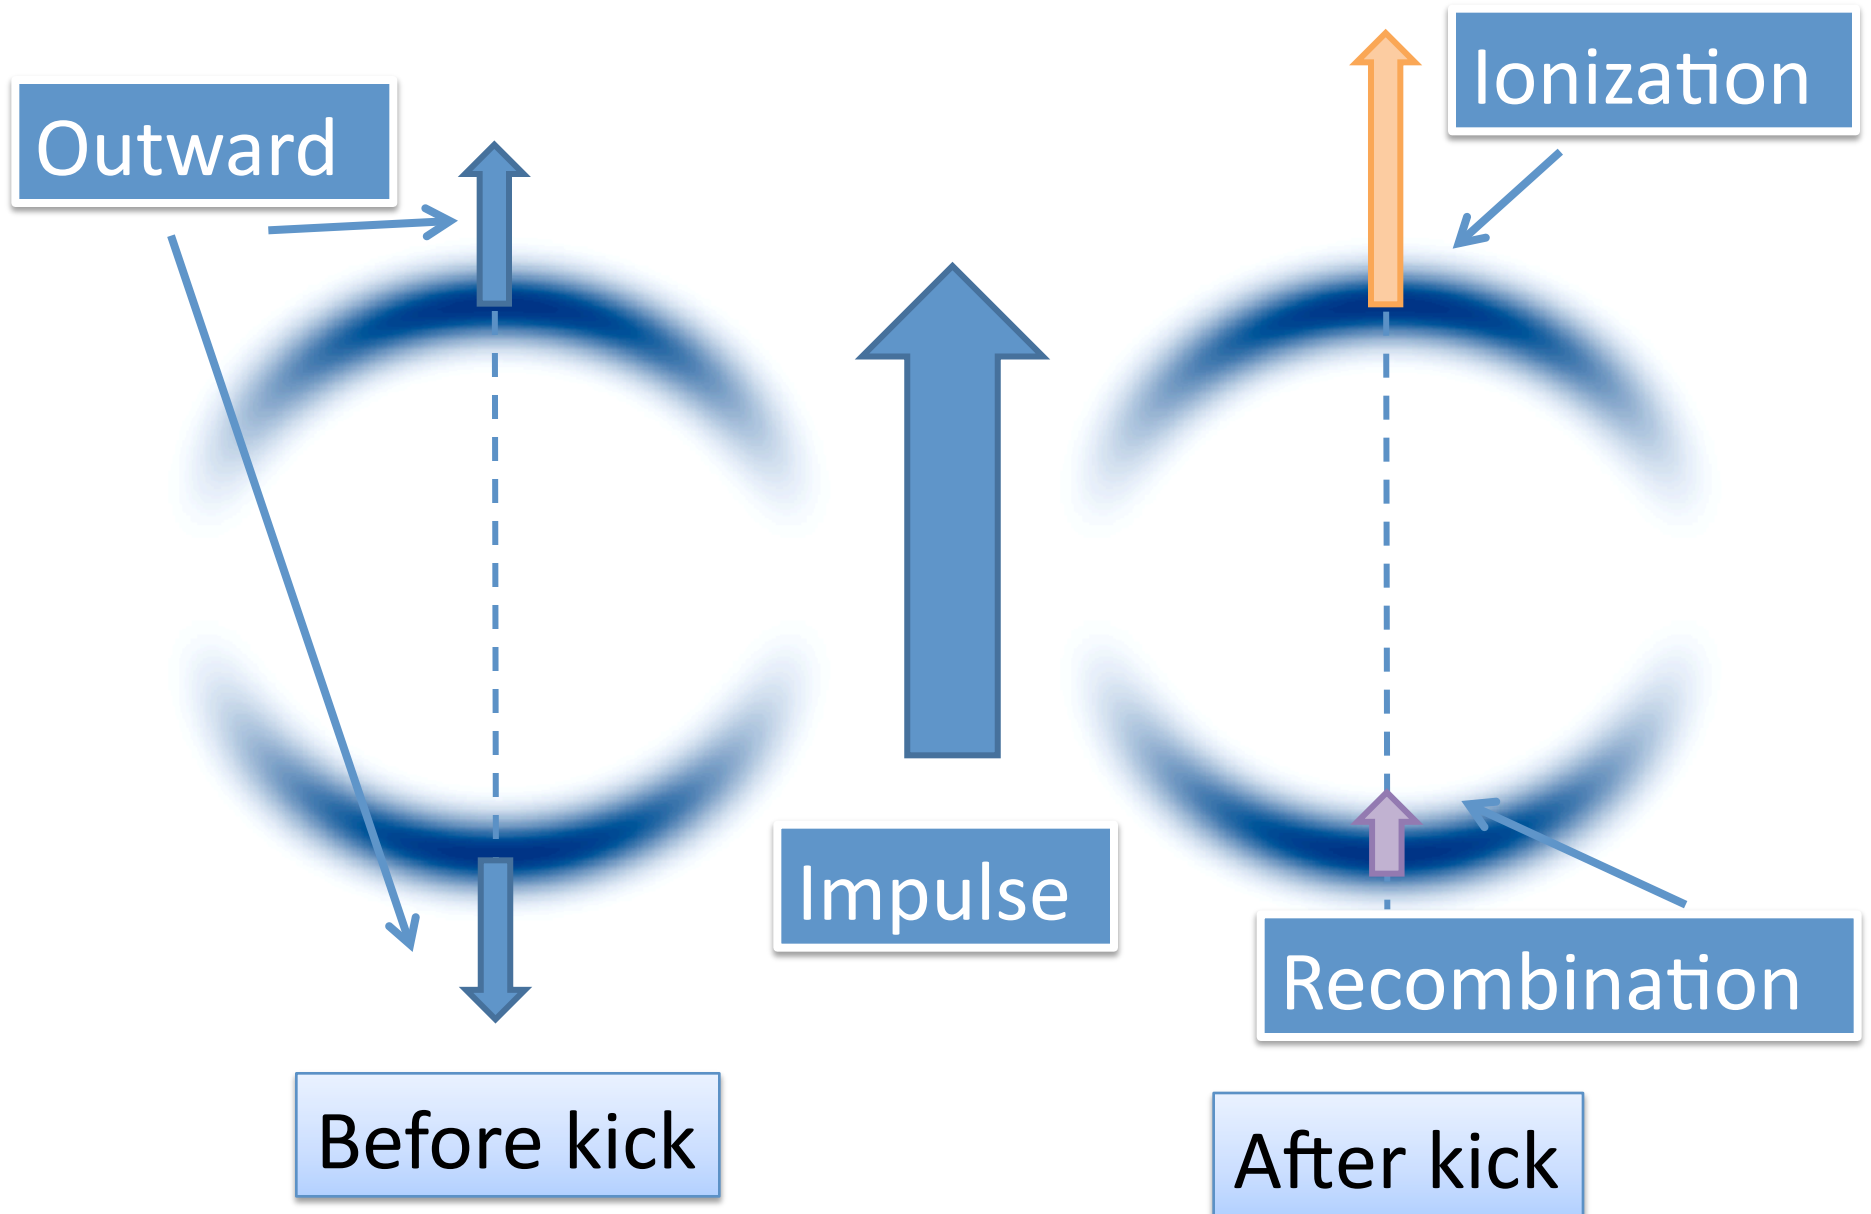 Outward
Ionization
Impulse
Recombination
Before kick
After kick